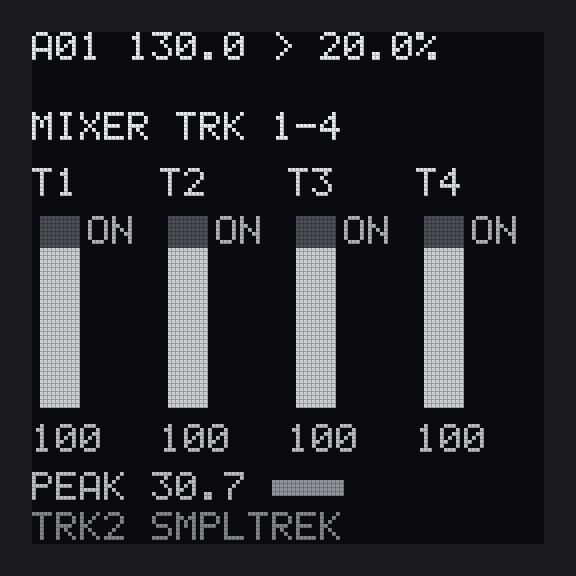 A01 130.0 > 20.0%
MIXER TRK 1-4
T1 T2 T3 T4
ON ON ON ON
100 100 100 100
PEAK 30.7
TRK2 SMPLTREK